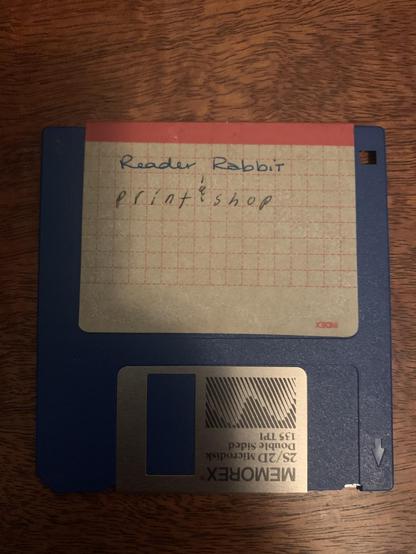 Reader Rabbit
&
print shop
INDEX
MEMOREX
2S/2D Microdisk
Double Sided
135 TPI